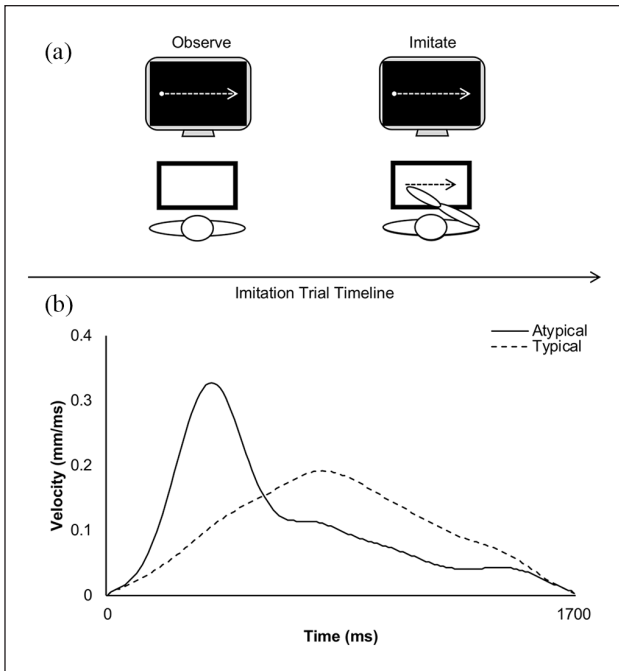 (a)
Observe
Imitate
Imitation Trial Timeline
(b)
0.4
0.3
0.2
0.1
0
Velocity (mm/ms)
Atypical
Typical
0
1700
Time (ms)